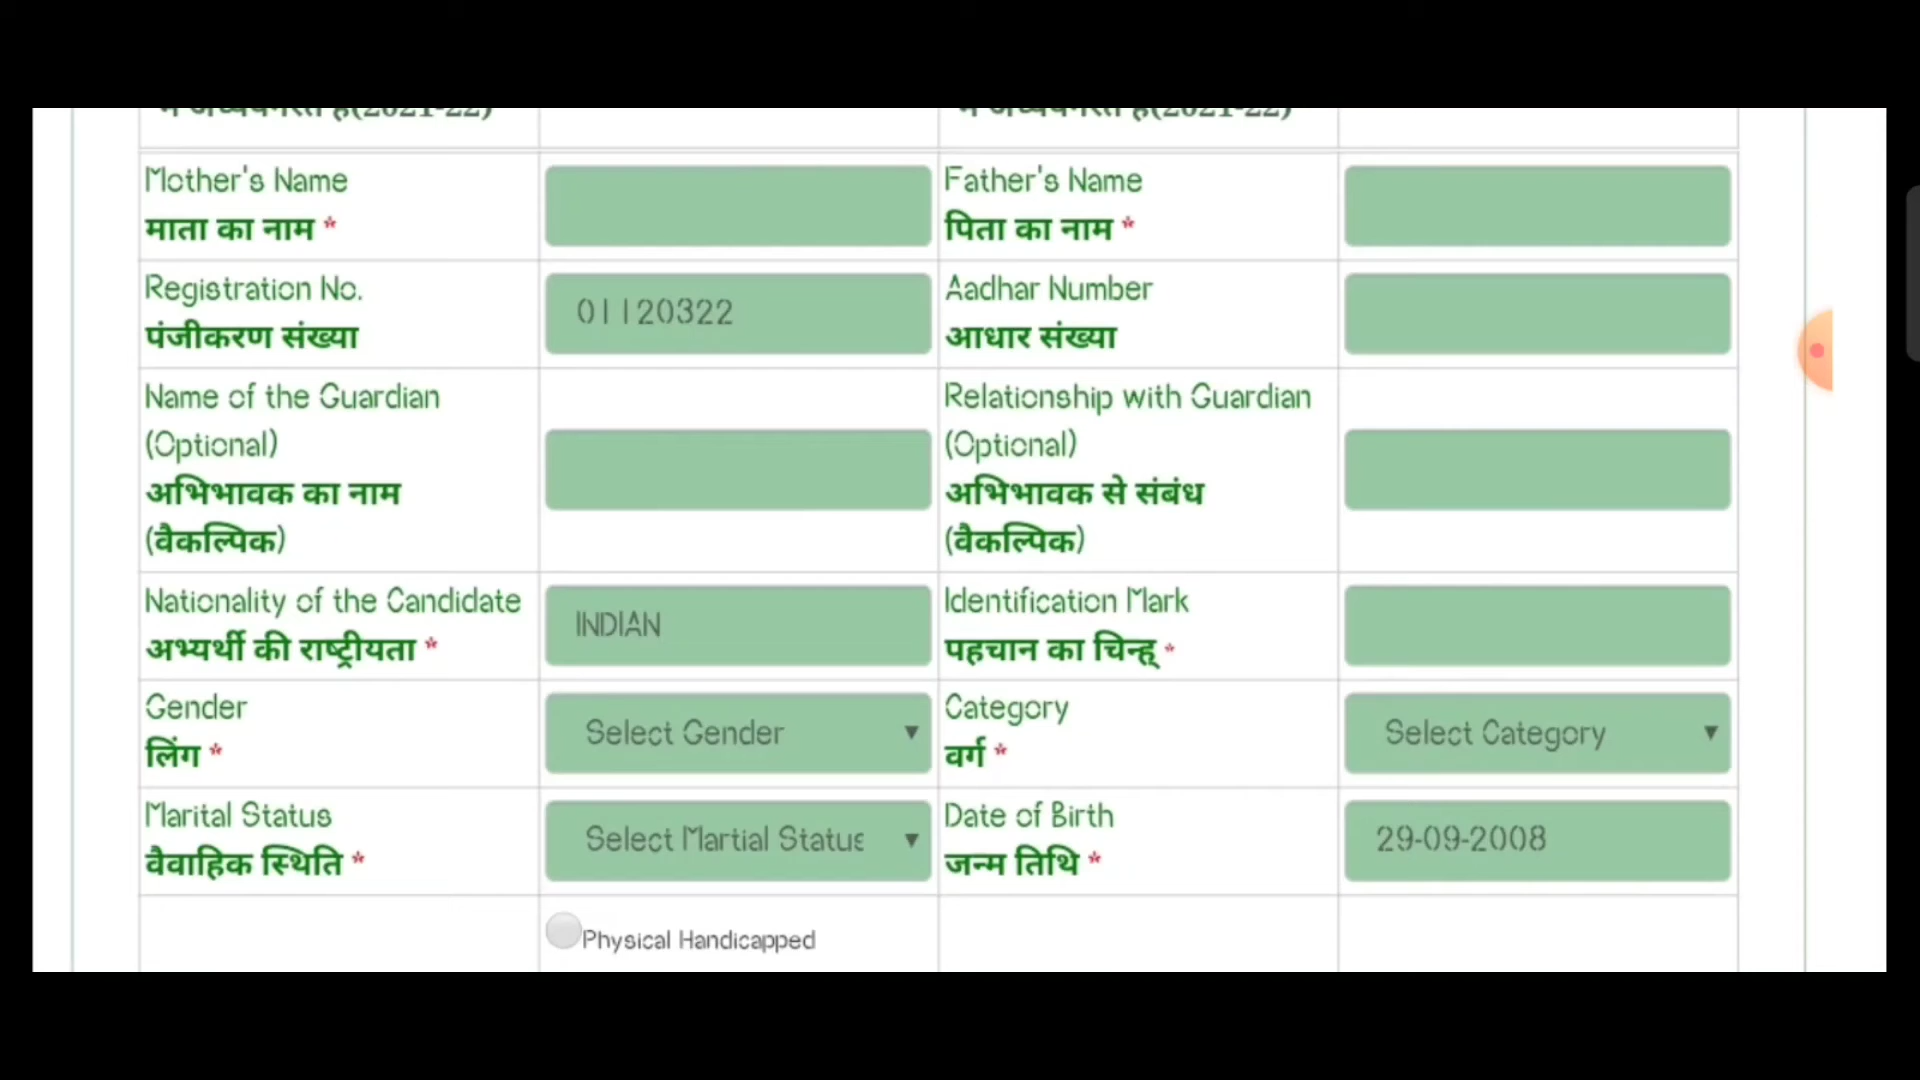 Mother's Name
माता का नाम *
Father's Name
पिता का नाम *
Registration No.
पंजीकरण संख्या
01120322
Aadhar Number
आधार संख्या
Name of the Guardian
(Optional)
अभिभावक का नाम
(वैकल्पिक)
Relationship with Guardian
(Optional)
अभिभावक से संबंध
(वैकल्पिक)
Nationality of the Candidate
अभ्यर्थी की राष्ट्रीयता *
INDIAN
Identification Mark
पहचान का चिन्ह् *
Gender
लिंग *
Select Gender
Category
वर्ग *
Select Category
Marital Status
वैवाहिक स्थिति *
Select Martial Status
Date of Birth
जन्म तिथि *
29-09-2008
Physical Handicapped